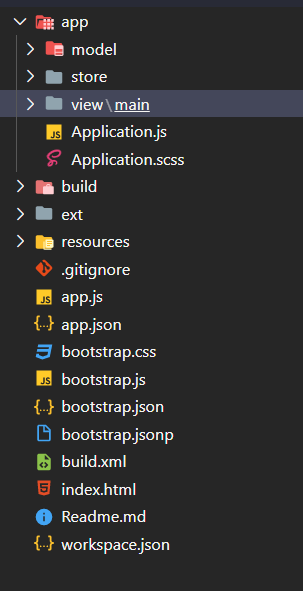 app
model
store
view\main
Application.js
Application.scss
build
ext
resources
.gitignore
app.js
app.json
bootstrap.css
bootstrap.js
bootstrap.json
bootstrap.jsonp
build.xml
index.html
Readme.md
workspace.json